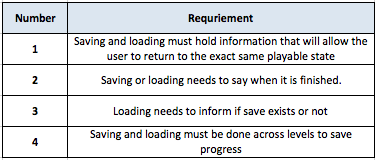 Number Requriement
1 Saving and loading must hold information that will allow the
user to return to the exact same playable state
2 Saving or loading needs to say when it is finished.
3 Loading needs to inform if save exists or not
4 Saving and loading must be done across levels to save
progress